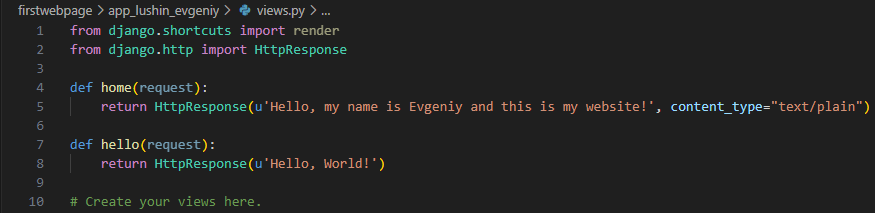 firstwebpage > app_lushin_evgeniy > views.py > ...
1 from django.shortcuts import render
2 from django.http import HttpResponse
3
4 def home(request):
5     return HttpResponse(u'Hello, my name is Evgeniy and this is my website!', content_type="text/plain")
6
7 def hello(request):
8     return HttpResponse(u'Hello, World!')
9
10 # Create your views here.